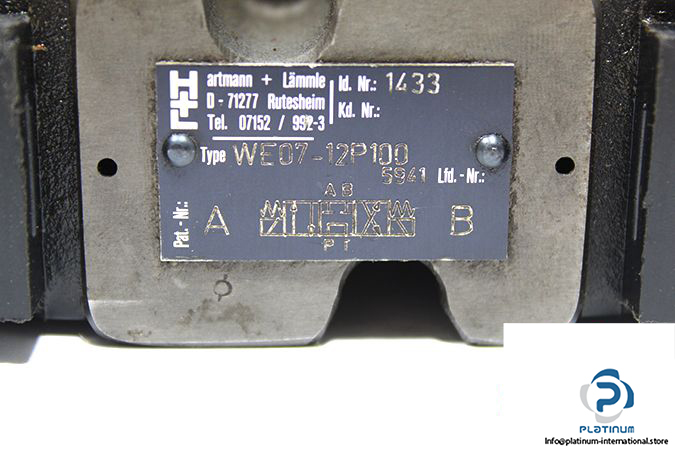 artmann + Lämmle
D - 71277 Rutesheim
Tel. 07152 / 992-3
Id. Nr.: 1433
Kd. Nr.:
Type WE07-12P100
5941 Lfd.-Nr.:
Pat.-Nr.:
A B
A B
P T
PLATINUM
Info@platinum-international.store